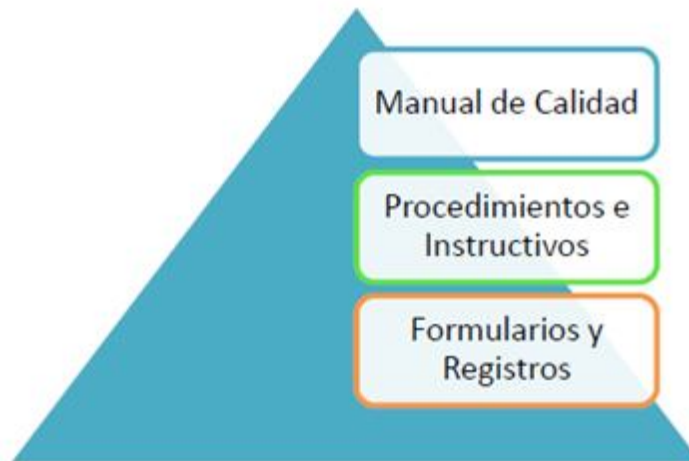 Manual de Calidad
Procedimientos e
Instructivos
Formularios y
Registros